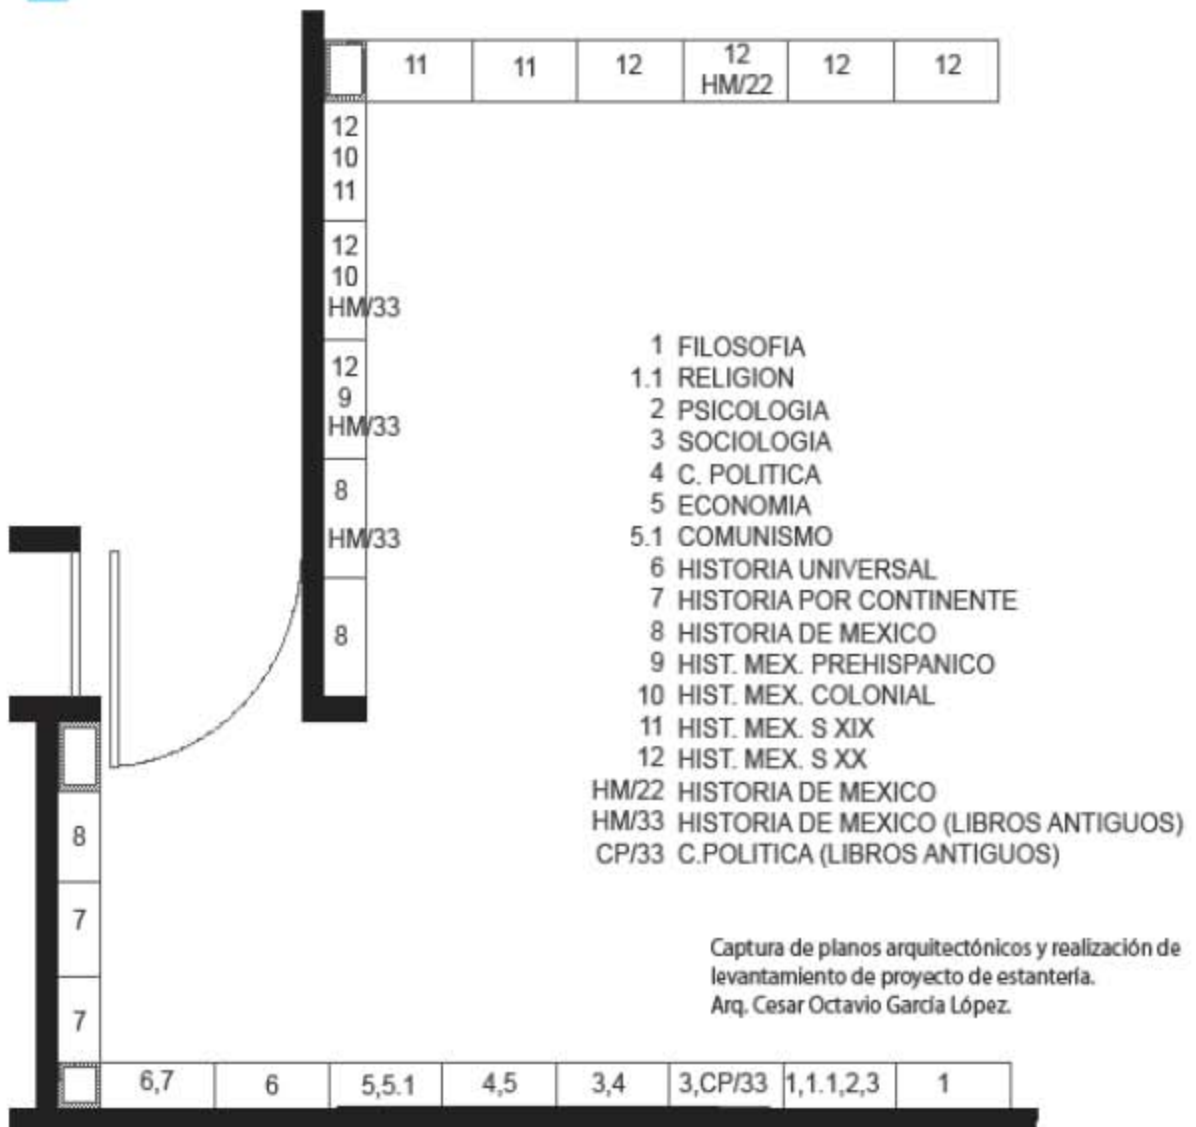 11 11 12 12 12 12
HM/22
12
10
11
12
10
HM/33
12
9
HM/33
8
HM/33
8
1 FILOSOFIA
1.1 RELIGION
2 PSICOLOGIA
3 SOCIOLOGIA
4 C. POLITICA
5 ECONOMIA
5.1 COMUNISMO
6 HISTORIA UNIVERSAL
7 HISTORIA POR CONTINENTE
8 HISTORIA DE MEXICO
9 HIST. MEX. PREHISPANICO
10 HIST. MEX. COLONIAL
11 HIST. MEX. S XIX
12 HIST. MEX. S XX
HM/22 HISTORIA DE MEXICO
HM/33 HISTORIA DE MEXICO (LIBROS ANTIGUOS)
CP/33 C.POLITICA (LIBROS ANTIGUOS)
8
7
7
Captura de planos arquitectónicos y realización de
levantamiento de proyecto de estantería.
Arq. Cesar Octavio García López.
6,7 6 5,5.1 4,5 3,4 3,CP/33 1,1.1,2,3 1